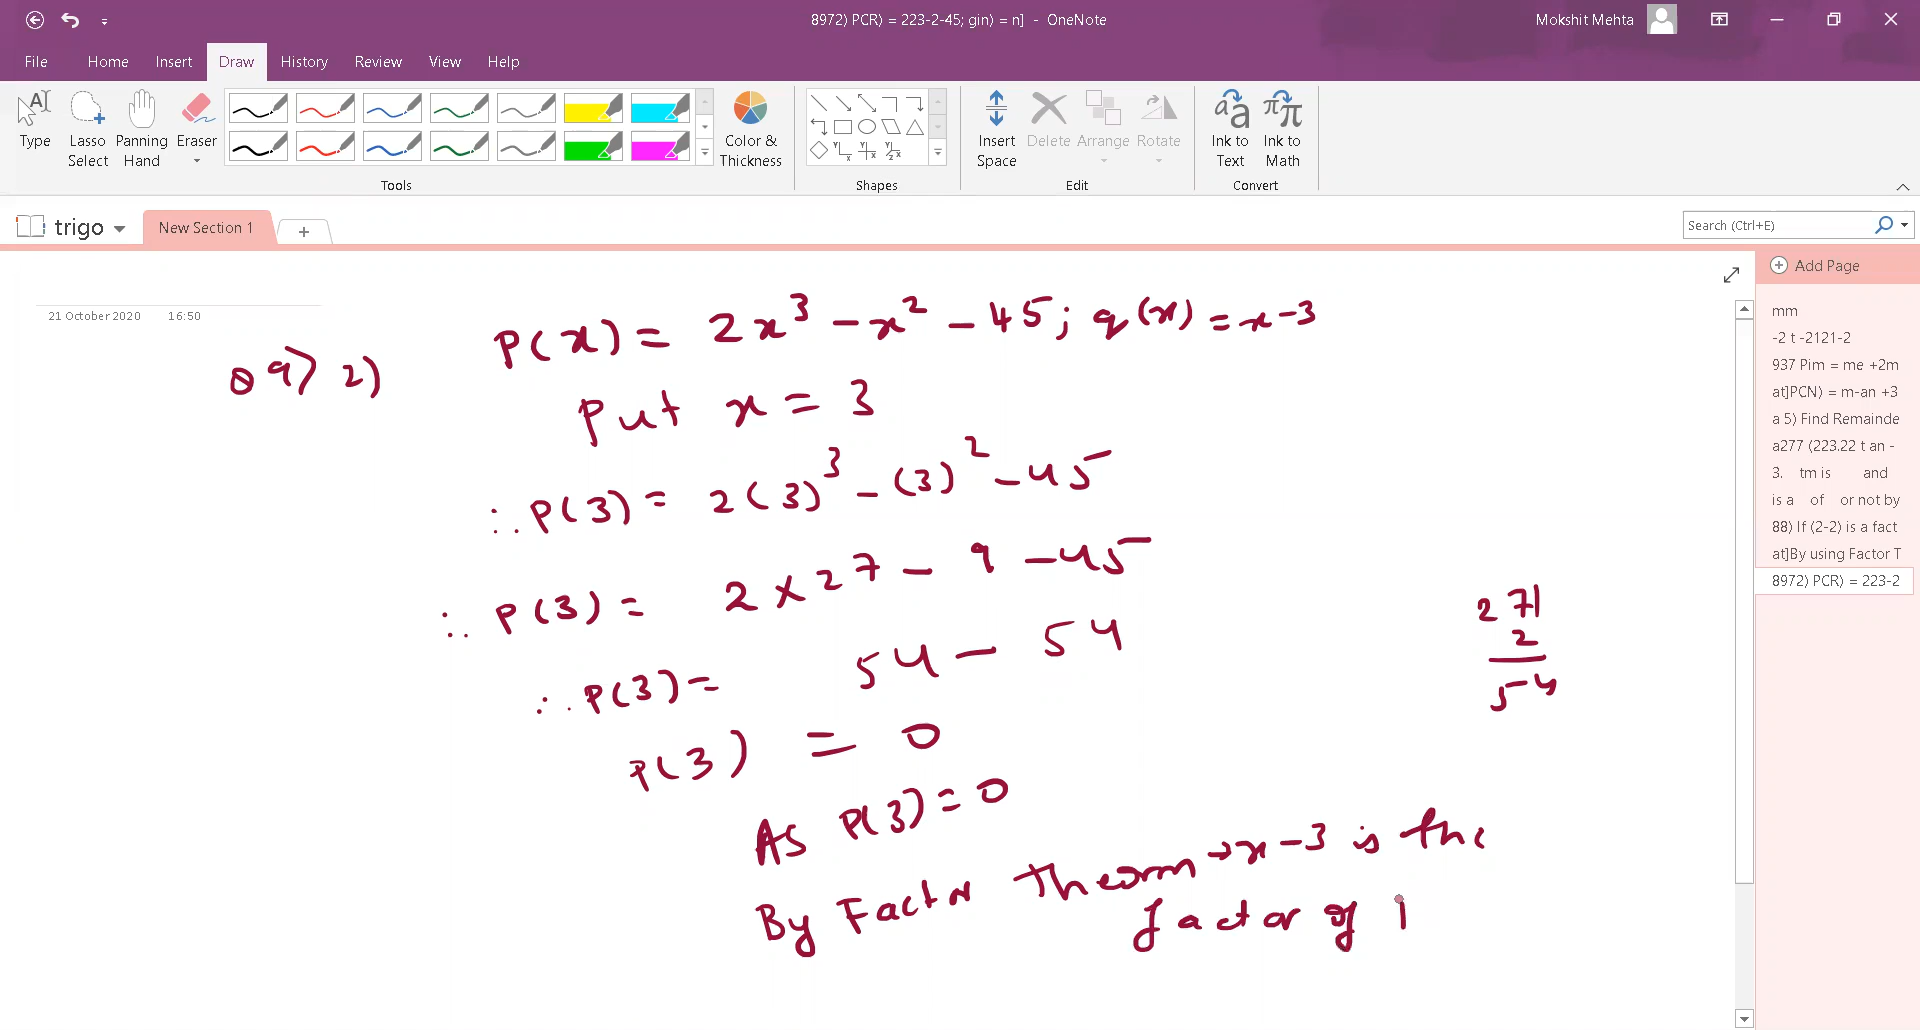 8972) PCR) = 223-2-45; gin) = n] - OneNote
Mokshit Mehta
File Home Insert Draw History Review View Help
Type
Lasso Select
Panning Hand
Eraser
Color & Thickness
Insert Space
Delete
Arrange
Rotate
Ink to Text
Ink to Math
Tools
Shapes
Edit
Convert
trigo
New Section 1
Search (Ctrl+E)
21 October 2020 16:50
Q9) 2)
P(x) = 2x³ - x² - 45; q(x) = x-3
Put x = 3
∴ P(3) = 2(3)³ - (3)² - 45
∴ P(3) = 2 × 27 - 9 - 45
∴ P(3) = 54 - 54
P(3) = 0
As P(3) = 0
By Factor Theorm → x-3 is the
factor of
27
2
54
Add Page
mm
-2 t -2121-2
937 Pim = me +2m
at]PCN) = m-an +3
a 5) Find Remainde
a277 (223.22 t an -
3. tm is and
is a of or not by
88) If (2-2) is a fact
at]By using Factor T
8972) PCR) = 223-2